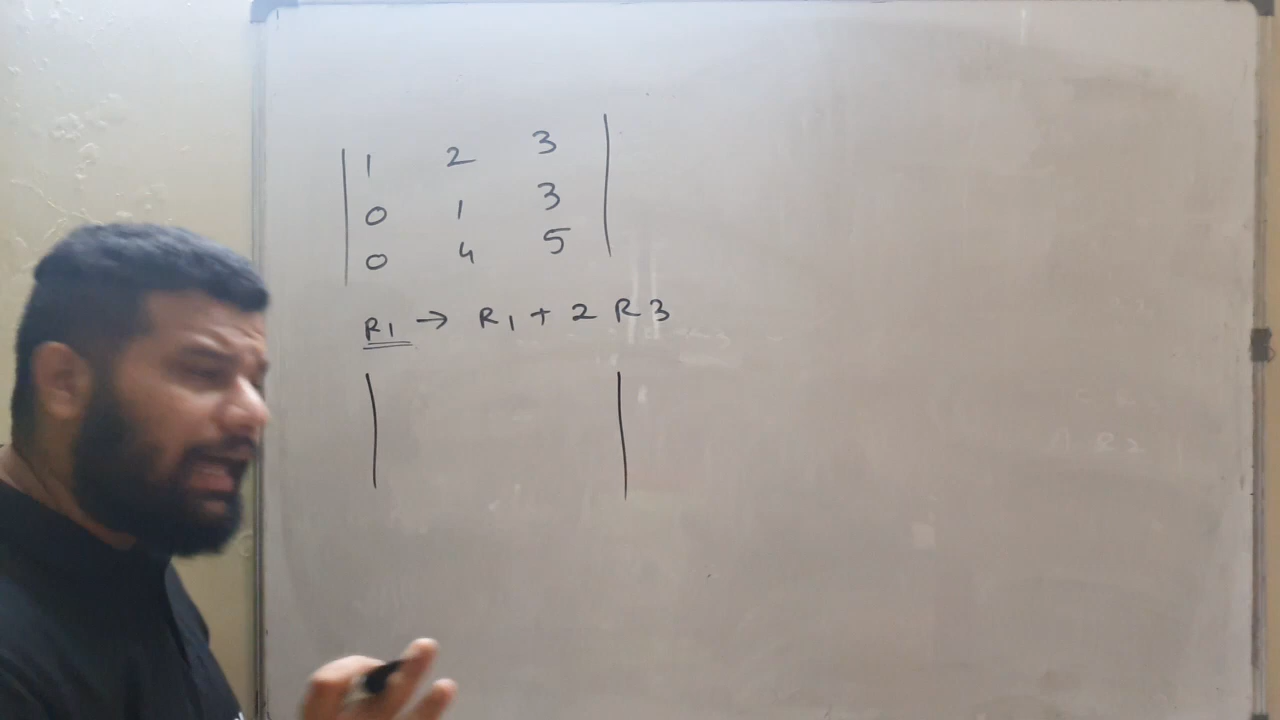 1 2 3
0 1 3
0 4 5
R1 → R1 + 2 R3